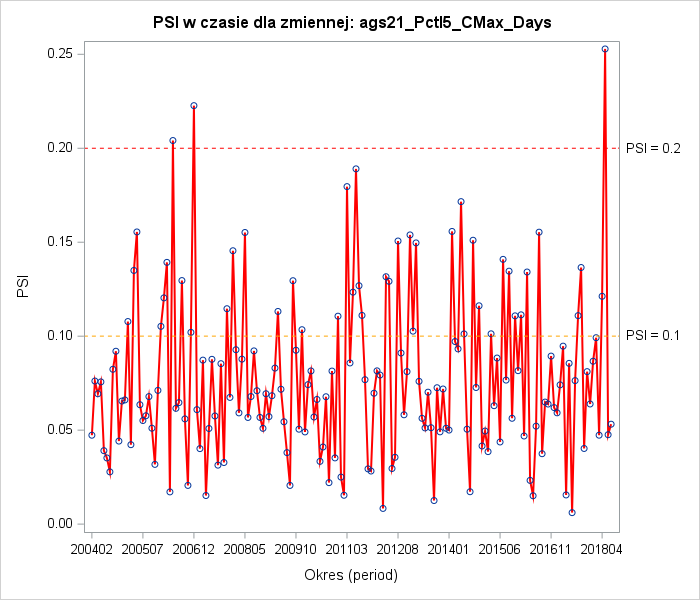 PSI w czasie dla zmiennej: ags21_Pctl5_CMax_Days
0.25
0.20
PSI = 0.2
0.15
PSI
0.10
PSI = 0.1
0.05
0.00
200402 200507 200612 200805 200910 201103 201208 201401 201506 201611 201804
Okres (period)